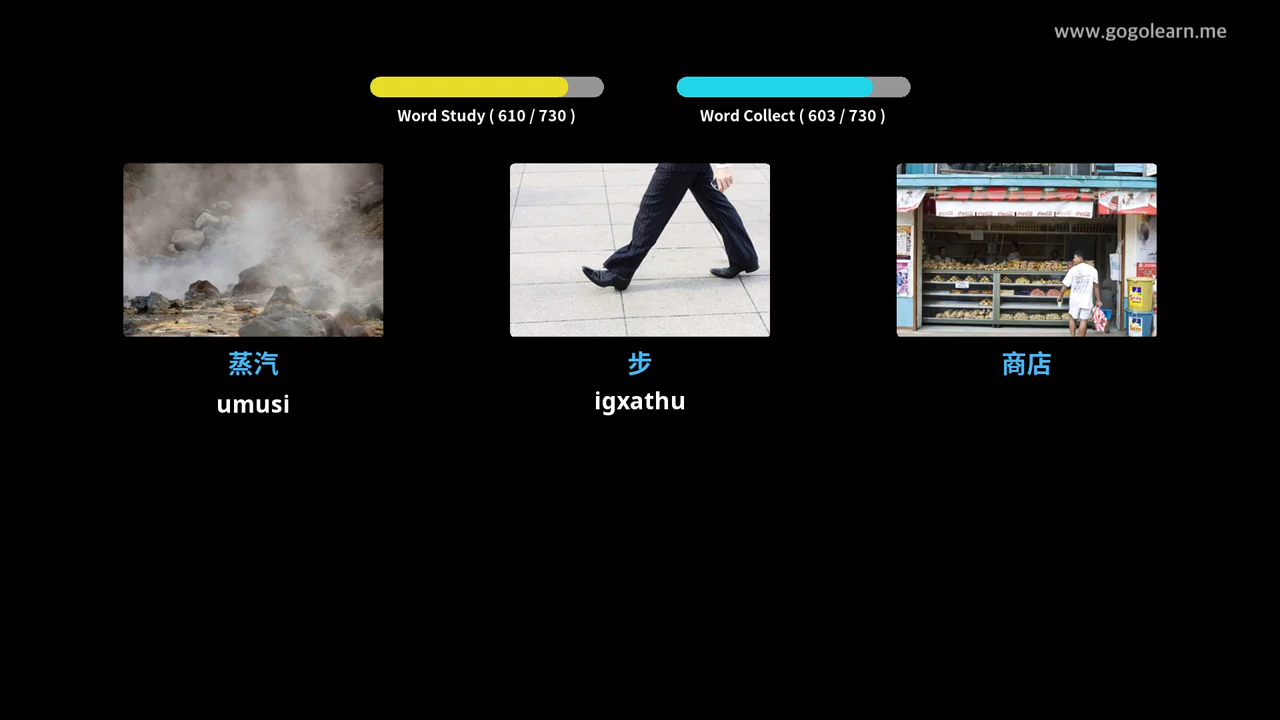 www.gogolearn.me
Word Study ( 610 / 730 )
Word Collect ( 603 / 730 )
蒸汽
步
商店
umusi
igxathu